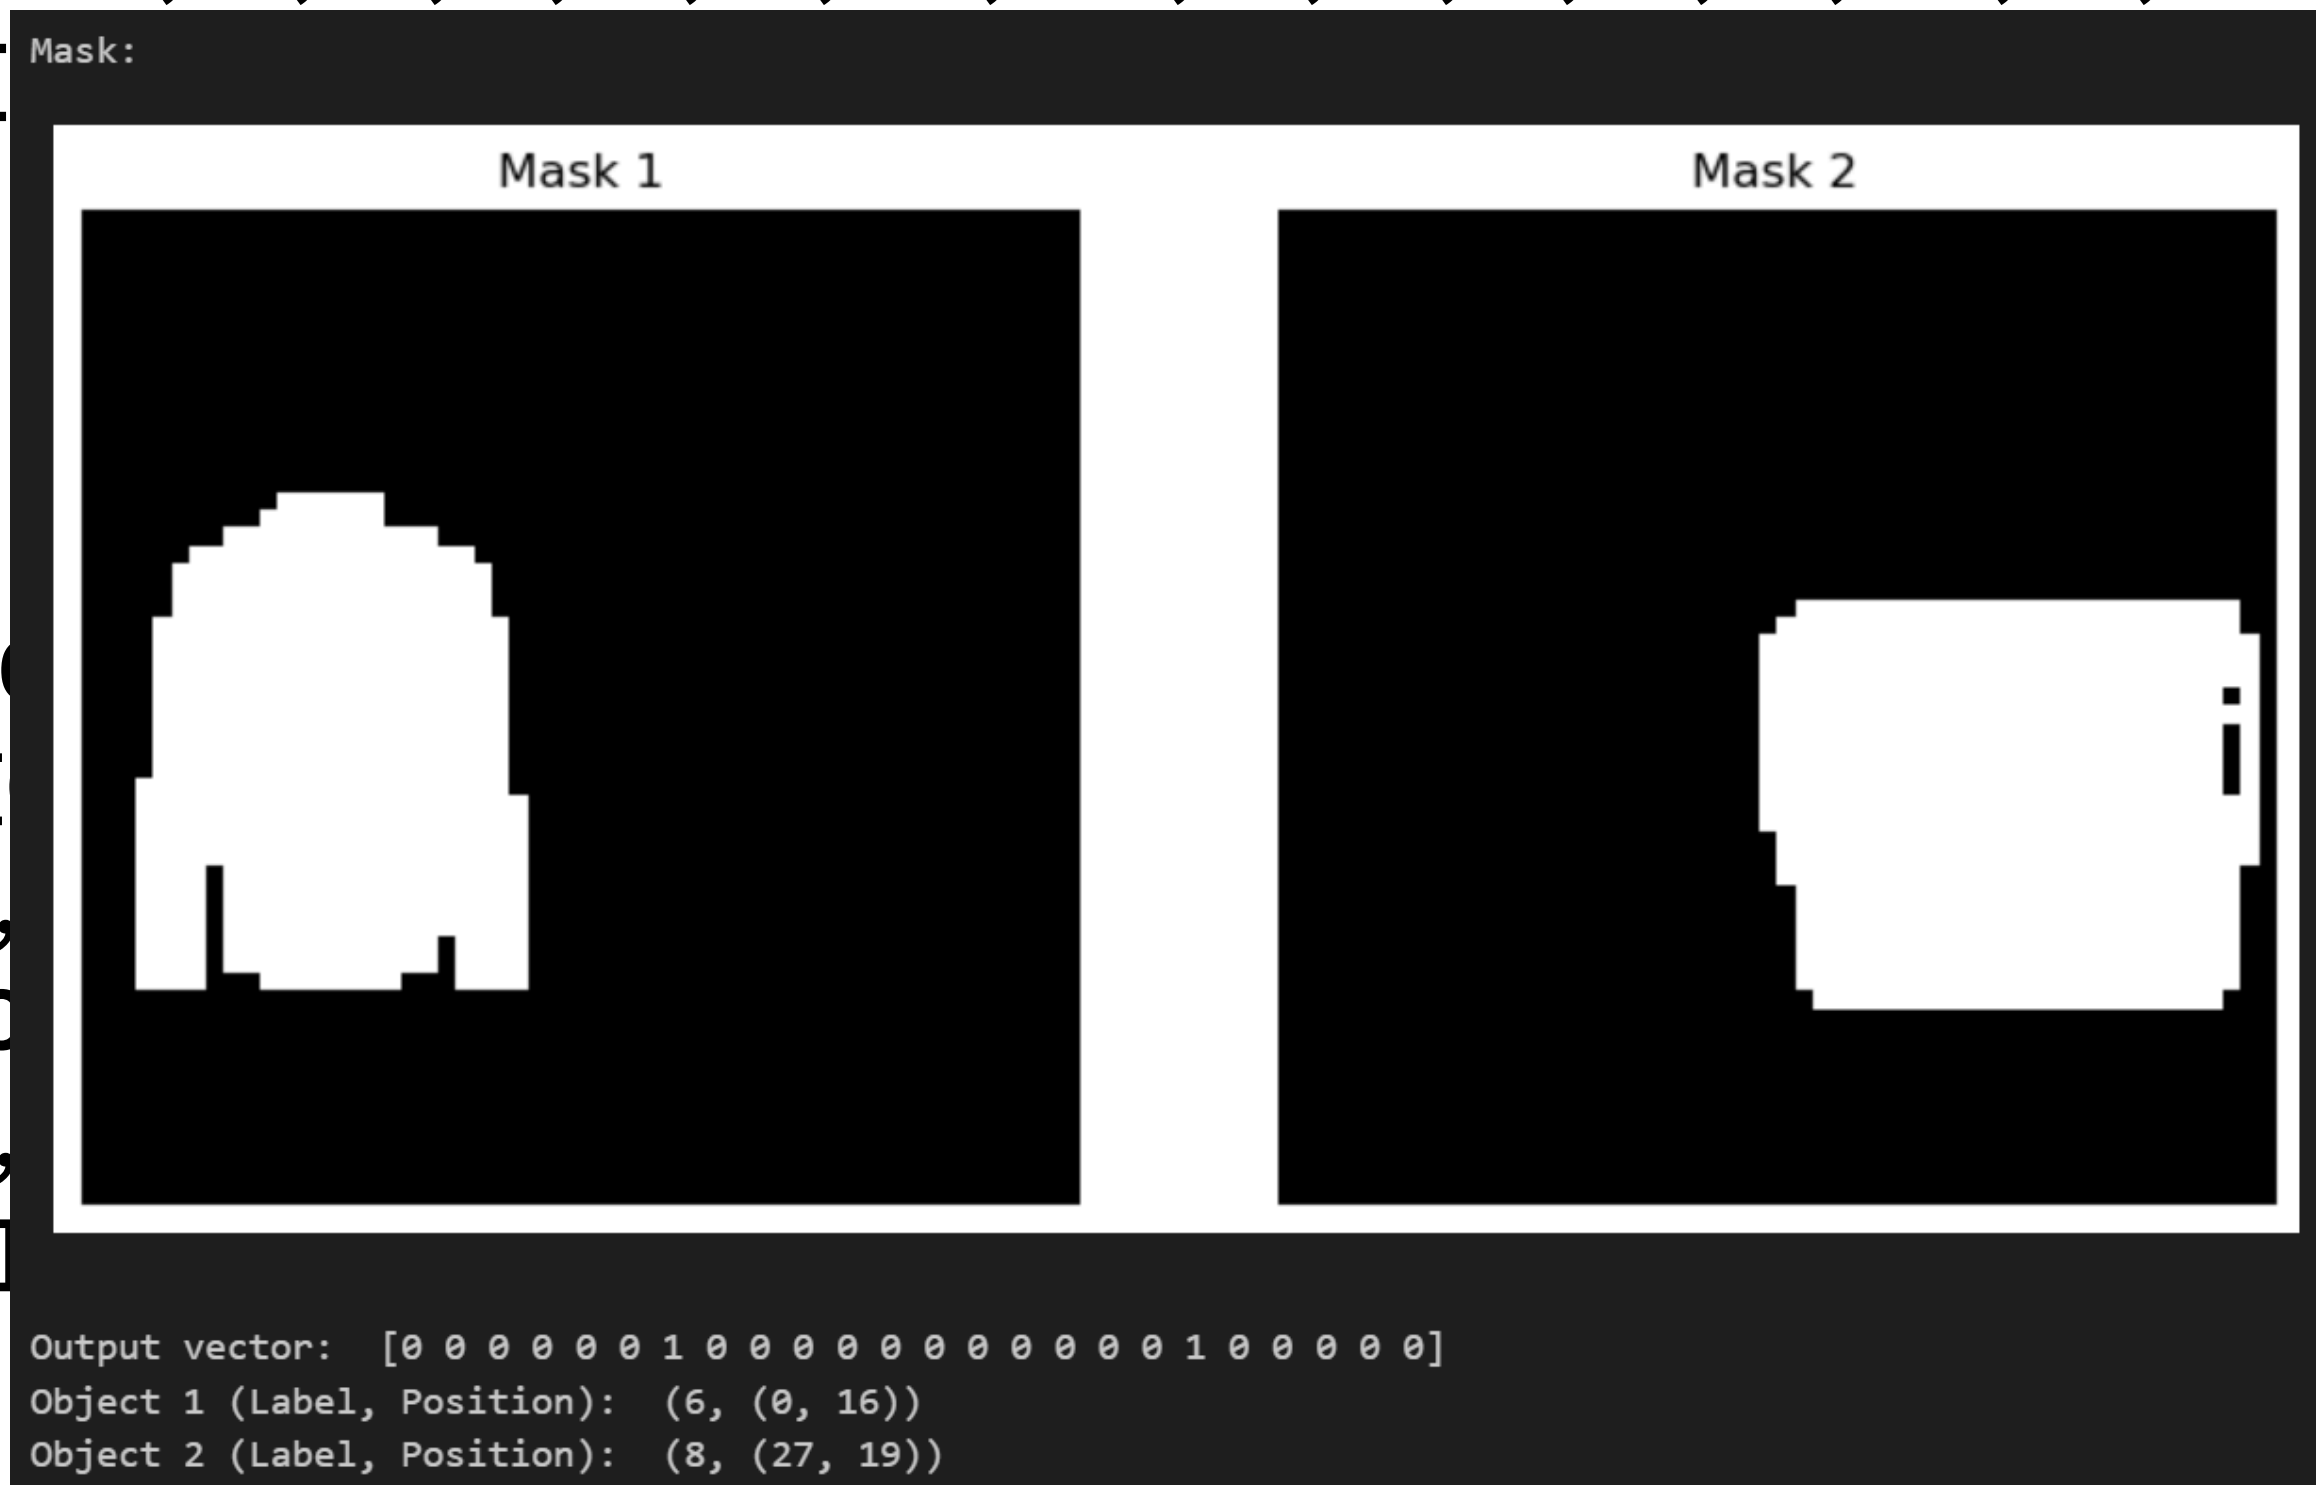 Mask:
Mask 1
Mask 2
Output vector:  [0 0 0 0 0 0 1 0 0 0 0 0 0 0 0 0 0 0 1 0 0 0 0 0]
Object 1 (Label, Position):  (6, (0, 16))
Object 2 (Label, Position):  (8, (27, 19))